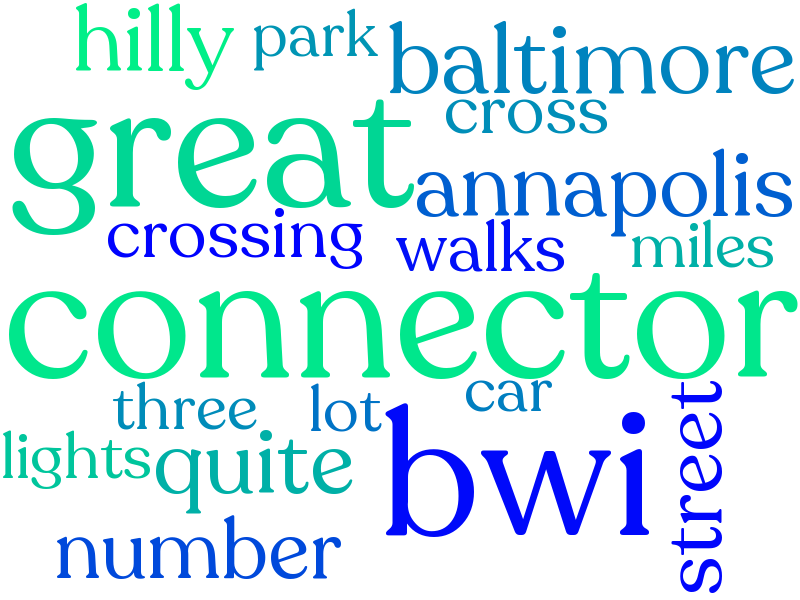 hilly park baltimore
cross
great
annapolis
crossing walks miles
connector
three lot car
bwi
street
lights quite
number